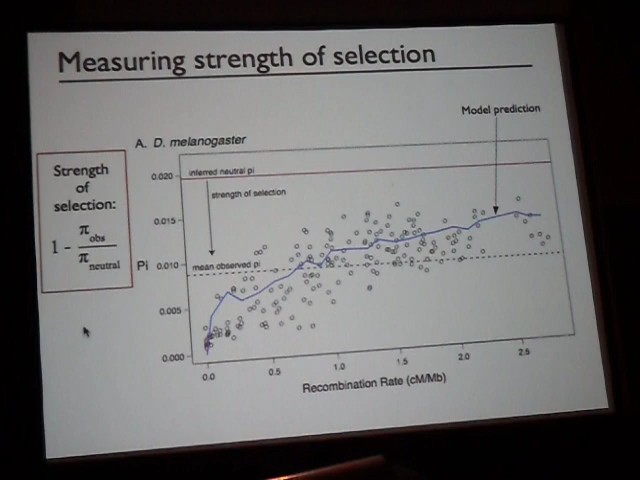 Measuring strength of selection
Model prediction
A. D. melanogaster
Strength
of
selection:
1 - π obs / π neutral
inferred neutral pi
strength of selection
mean observed pi
Pi
0.020
0.015
0.010
0.005
0.000
0.0 0.5 1.0 1.5 2.0 2.5
Recombination Rate (cM/Mb)